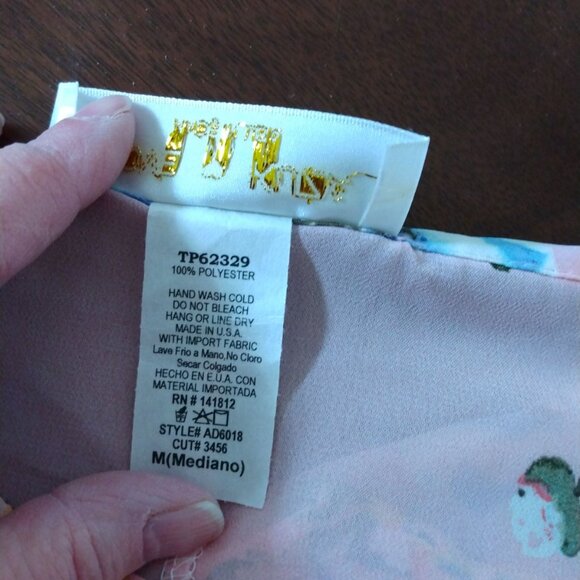 TP62329
100% POLYESTER
HAND WASH COLD
DO NOT BLEACH
HANG OR LINE DRY
MADE IN U.S.A.
WITH IMPORT FABRIC
Lave Frio a Mano,No Cloro
Secar Colgado
HECHO EN E.U.A. CON
MATERIAL IMPORTADA
RN # 141812
STYLE# AD6018
CUT# 3456
M(Mediano)